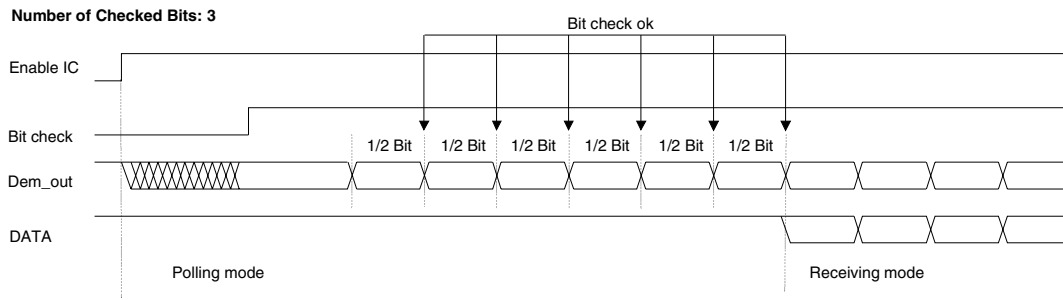 Number of Checked Bits: 3
Bit check ok
Enable IC
Bit check
1/2 Bit 1/2 Bit 1/2 Bit 1/2 Bit 1/2 Bit 1/2 Bit
Dem_out
DATA
Polling mode Receiving mode